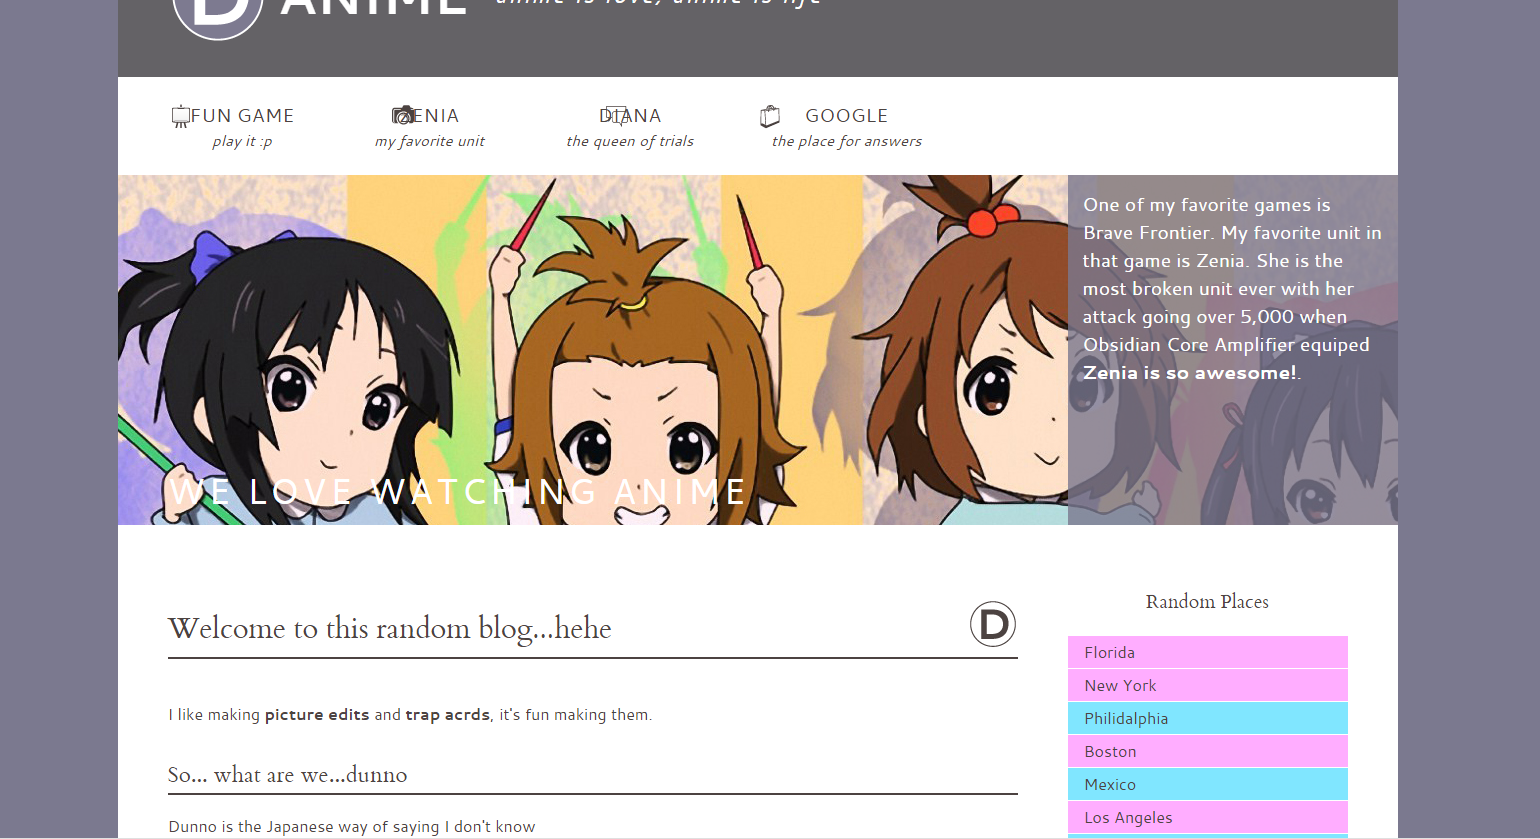 D ANIME anime is love, anime is life
FUN GAME
play it :p
ZENIA
my favorite unit
DIANA
the queen of trials
GOOGLE
the place for answers
One of my favorite games is
Brave Frontier. My favorite unit in
that game is Zenia. She is the
most broken unit ever with her
attack going over 5,000 when
Obsidian Core Amplifier equiped
Zenia is so awesome!.
WE LOVE WATCHING ANIME
Welcome to this random blog...hehe
D
I like making picture edits and trap acrds, it's fun making them.
So... what are we...dunno
Dunno is the Japanese way of saying I don't know
Random Places
Florida
New York
Philidalphia
Boston
Mexico
Los Angeles